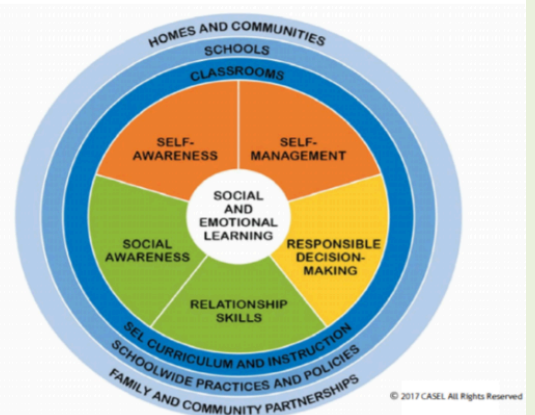 HOMES AND COMMUNITIES
SCHOOLS
CLASSROOMS
SELF-
AWARENESS
SELF-
MANAGEMENT
SOCIAL
AND
EMOTIONAL
LEARNING
SOCIAL
AWARENESS
RESPONSIBLE
DECISION-
MAKING
RELATIONSHIP
SKILLS
SEL CURRICULUM AND INSTRUCTION
SCHOOLWIDE PRACTICES AND POLICIES
FAMILY AND COMMUNITY PARTNERSHIPS
© 2017 CASEL All Rights Reserved